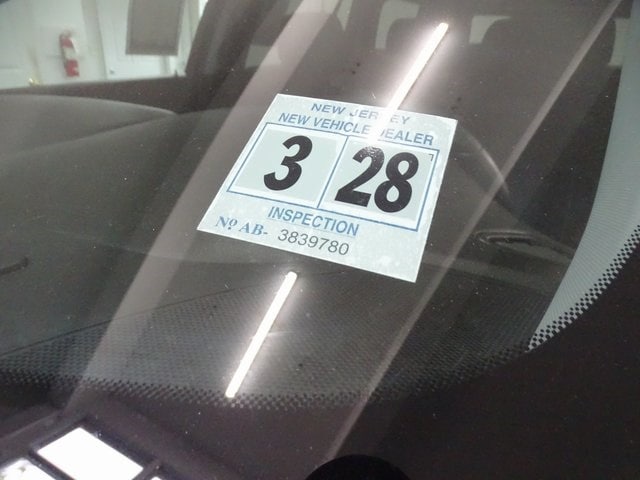 NEW JERSEY
NEW VEHICLE DEALER
3 28
INSPECTION
Nº AB- 3839780